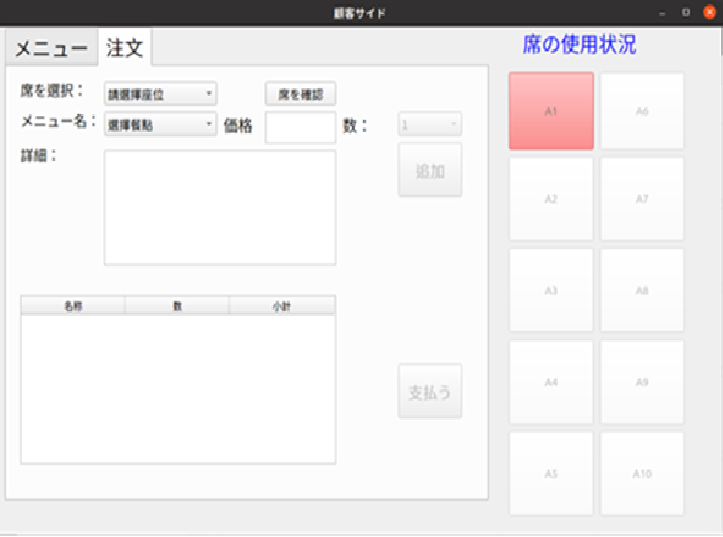 顧客サイド
メニュー 注文
席の使用状況
席を選択： 請選擇座位 席を確認
メニュー名： 選擇餐點 価格 数： 1
詳細：
追加
名称 数 小計
支払う
A1 A6
A2 A7
A3 A8
A4 A9
A5 A10